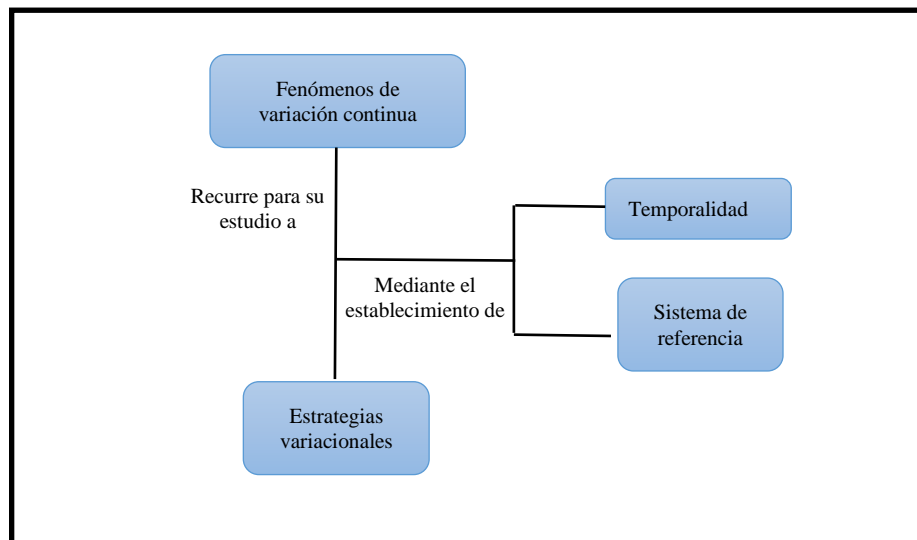 Fenómenos de
variación continua
Recurre para su
estudio a
Temporalidad
Mediante el
establecimiento de
Sistema de
referencia
Estrategias
variacionales